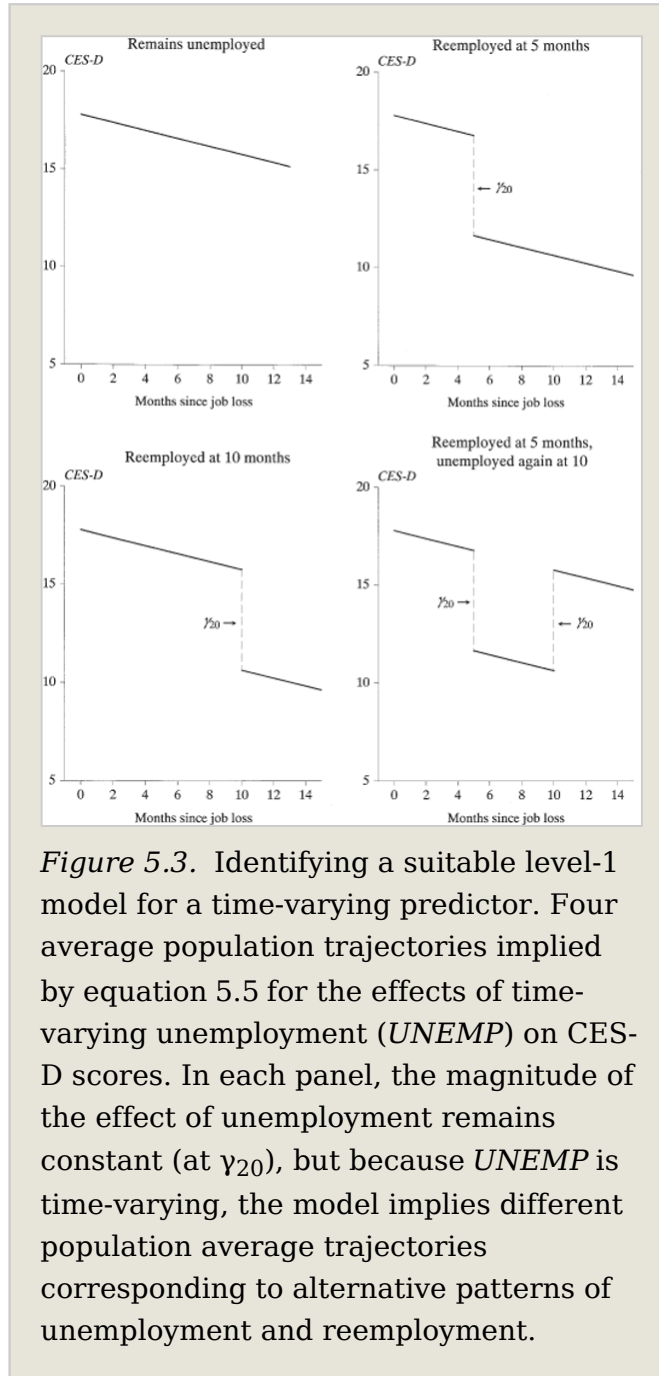 Remains unemployed
CES-D
20
15
10
5
0 2 4 6 8 10 12 14
Months since job loss
Reemployed at 5 months
CES-D
20
15
10
5
← γ20
0 2 4 6 8 10 12 14
Months since job loss
Reemployed at 10 months
CES-D
20
15
10
5
γ20 →
0 2 4 6 8 10 12 14
Months since job loss
Reemployed at 5 months,
unemployed again at 10
CES-D
20
15
10
5
γ20 →
← γ20
0 2 4 6 8 10 12 14
Months since job loss
Figure 5.3. Identifying a suitable level-1
model for a time-varying predictor. Four
average population trajectories implied
by equation 5.5 for the effects of time-
varying unemployment (UNEMP) on CES-
D scores. In each panel, the magnitude of
the effect of unemployment remains
constant (at γ20), but because UNEMP is
time-varying, the model implies different
population average trajectories
corresponding to alternative patterns of
unemployment and reemployment.